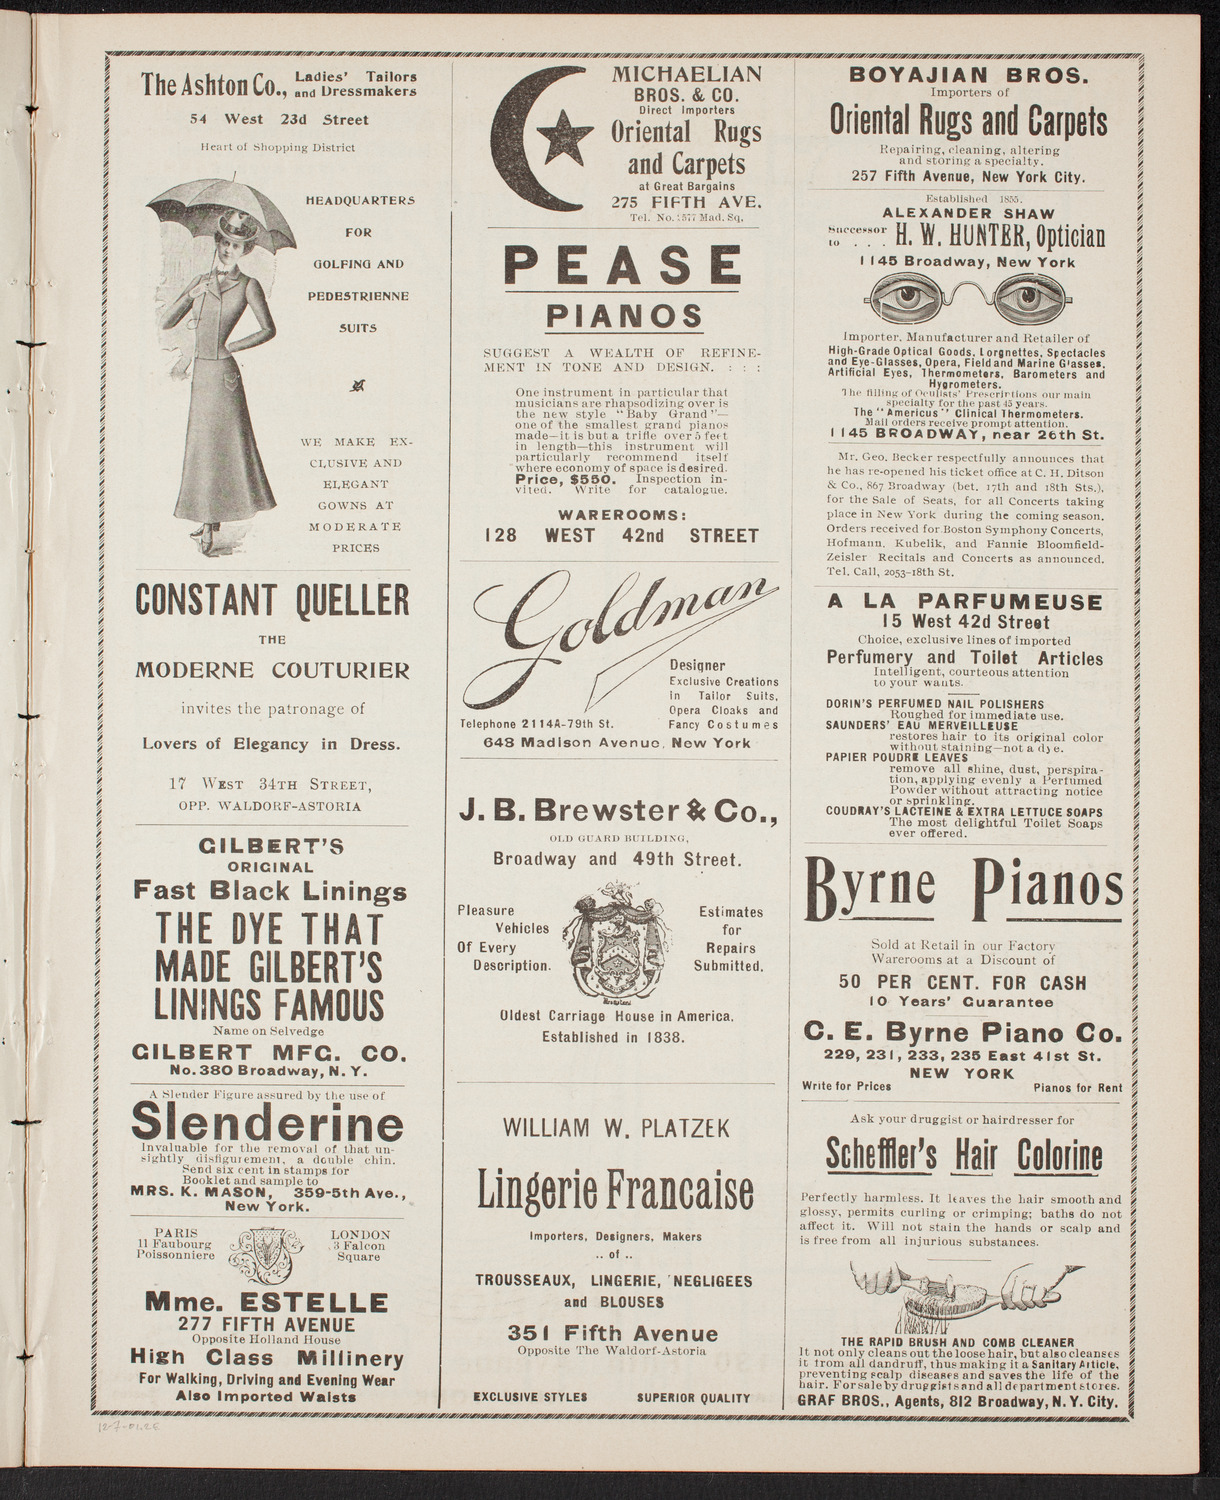 The Ashton Co., Ladies' Tailors
and Dressmakers
54 West 23d Street
Heart of Shopping District
HEADQUARTERS
FOR
GOLFING AND
PEDESTRIENNE
SUITS
WE MAKE EX-
CLUSIVE AND
ELEGANT
GOWNS AT
MODERATE
PRICES
CONSTANT QUELLER
THE
MODERNE COUTURIER
invites the patronage of
Lovers of Elegancy in Dress.
17 WEST 34TH STREET,
OPP. WALDORF-ASTORIA
GILBERT'S
ORIGINAL
Fast Black Linings
THE DYE THAT
MADE GILBERT'S
LININGS FAMOUS
Name on Selvedge
GILBERT MFG. CO.
No. 380 Broadway, N. Y.
A Slender Figure assured by the use of
Slenderine
Invaluable for the removal of that un-
sightly disfigurement, a double chin.
Send six cent in stamps for
Booklet and sample to
MRS. K. MASON, 359-5th Ave.,
New York.
PARIS
11 Faubourg
Poissonniere
LONDON
3 Falcon
Square
Mme. ESTELLE
277 FIFTH AVENUE
Opposite Holland House
High Class Millinery
For Walking, Driving and Evening Wear
Also Imported Waists
MICHAELIAN
BROS. & CO.
Direct Importers
Oriental Rugs
and Carpets
at Great Bargains
275 FIFTH AVE.
Tel. No. 1577 Mad. Sq.
PEASE
PIANOS
SUGGEST A WEALTH OF REFINE-
MENT IN TONE AND DESIGN. : : :
One instrument in particular that
musicians are rhapsodizing over is
the new style "Baby Grand"—
one of the smallest grand pianos
made—it is but a trifle over 5 feet
in length—this instrument will
particularly recommend itself
where economy of space is desired.
Price, $550. Inspection in-
vited. Write for catalogue.
WAREROOMS:
128 WEST 42nd STREET
Goldman
Designer
Exclusive Creations
in Tailor Suits,
Opera Cloaks and
Fancy Costumes
Telephone 2114A-79th St.
648 Madison Avenue, New York
J. B. Brewster & Co.,
OLD GUARD BUILDING,
Broadway and 49th Street.
Pleasure
Vehicles
Of Every
Description.
Estimates
for
Repairs
Submitted.
Oldest Carriage House in America.
Established in 1838.
WILLIAM W. PLATZEK
Lingerie Francaise
Importers, Designers, Makers
.. of ..
TROUSSEAUX, LINGERIE, NEGLIGEES
and BLOUSES
351 Fifth Avenue
Opposite The Waldorf-Astoria
EXCLUSIVE STYLES SUPERIOR QUALITY
BOYAJIAN BROS.
Importers of
Oriental Rugs and Carpets
Repairing, cleaning, altering
and storing a specialty.
257 Fifth Avenue, New York City.
Established 1855.
ALEXANDER SHAW
Successor
to . . . H. W. HUNTER, Optician
1145 Broadway, New York
Importer, Manufacturer and Retailer of
High-Grade Optical Goods, Lorgnettes, Spectacles
and Eye-Glasses, Opera, Field and Marine Glasses,
Artificial Eyes, Thermometers, Barometers and
Hygrometers.
The filling of Oculists' Prescriptions our main
specialty for the past 45 years.
The "Americus" Clinical Thermometers.
Mail orders receive prompt attention.
1145 BROADWAY, near 26th St.
Mr. Geo. Becker respectfully announces that
he has re-opened his ticket office at C. H. Ditson
& Co., 867 Broadway (bet. 17th and 18th Sts.),
for the Sale of Seats, for all Concerts taking
place in New York during the coming season.
Orders received for Boston Symphony Concerts,
Hofmann, Kubelik, and Fannie Bloomfield-
Zeisler Recitals and Concerts as announced.
Tel. Call, 2053-18th St.
A LA PARFUMEUSE
15 West 42d Street
Choice, exclusive lines of imported
Perfumery and Toilet Articles
Intelligent, courteous attention
to your wants.
DORIN'S PERFUMED NAIL POLISHERS
Roughed for immediate use.
SAUNDERS' EAU MERVEILLEUSE
restores hair to its original color
without staining—not a dye.
PAPIER POUDRE LEAVES
remove all shine, dust, perspira-
tion, applying evenly a Perfumed
Powder without attracting notice
or sprinkling.
COUDRAY'S LACTEINE & EXTRA LETTUCE SOAPS
The most delightful Toilet Soaps
ever offered.
Byrne Pianos
Sold at Retail in our Factory
Warerooms at a Discount of
50 PER CENT. FOR CASH
10 Years' Guarantee
C. E. Byrne Piano Co.
229, 231, 233, 235 East 41st St.
NEW YORK
Write for Prices Pianos for Rent
Ask your druggist or hairdresser for
Scheffler's Hair Colorine
Perfectly harmless. It leaves the hair smooth and
glossy, permits curling or crimping; baths do not
affect it. Will not stain the hands or scalp and
is free from all injurious substances.
THE RAPID BRUSH AND COMB CLEANER
It not only cleans out the loose hair, but also cleanses
it from all dandruff, thus making it a Sanitary Article,
preventing scalp diseases and saves the life of the
hair. For sale by druggists and all department stores.
GRAF BROS., Agents, 812 Broadway, N. Y. City.